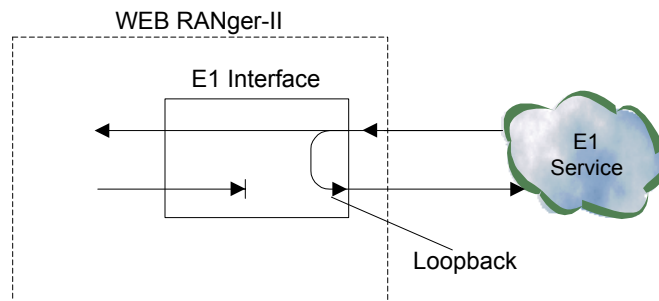 WEB RANger-II
E1 Interface
E1
Service
Loopback